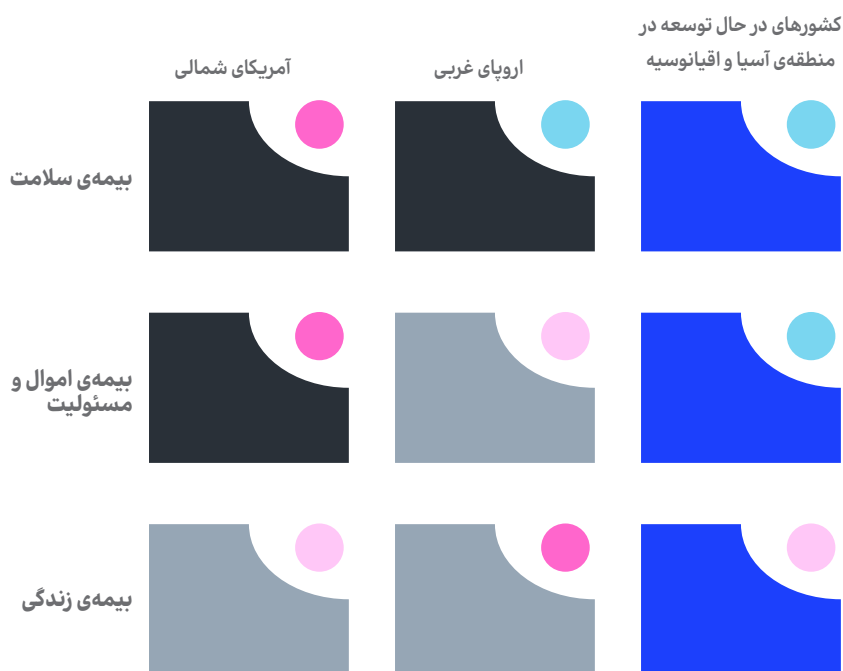 کشورهای در حال توسعه در
منطقه‌ی آسیا و اقیانوسیه
اروپای غربی
آمریکای شمالی
بیمه‌ی سلامت
بیمه‌ی اموال و
مسئولیت
بیمه‌ی زندگی